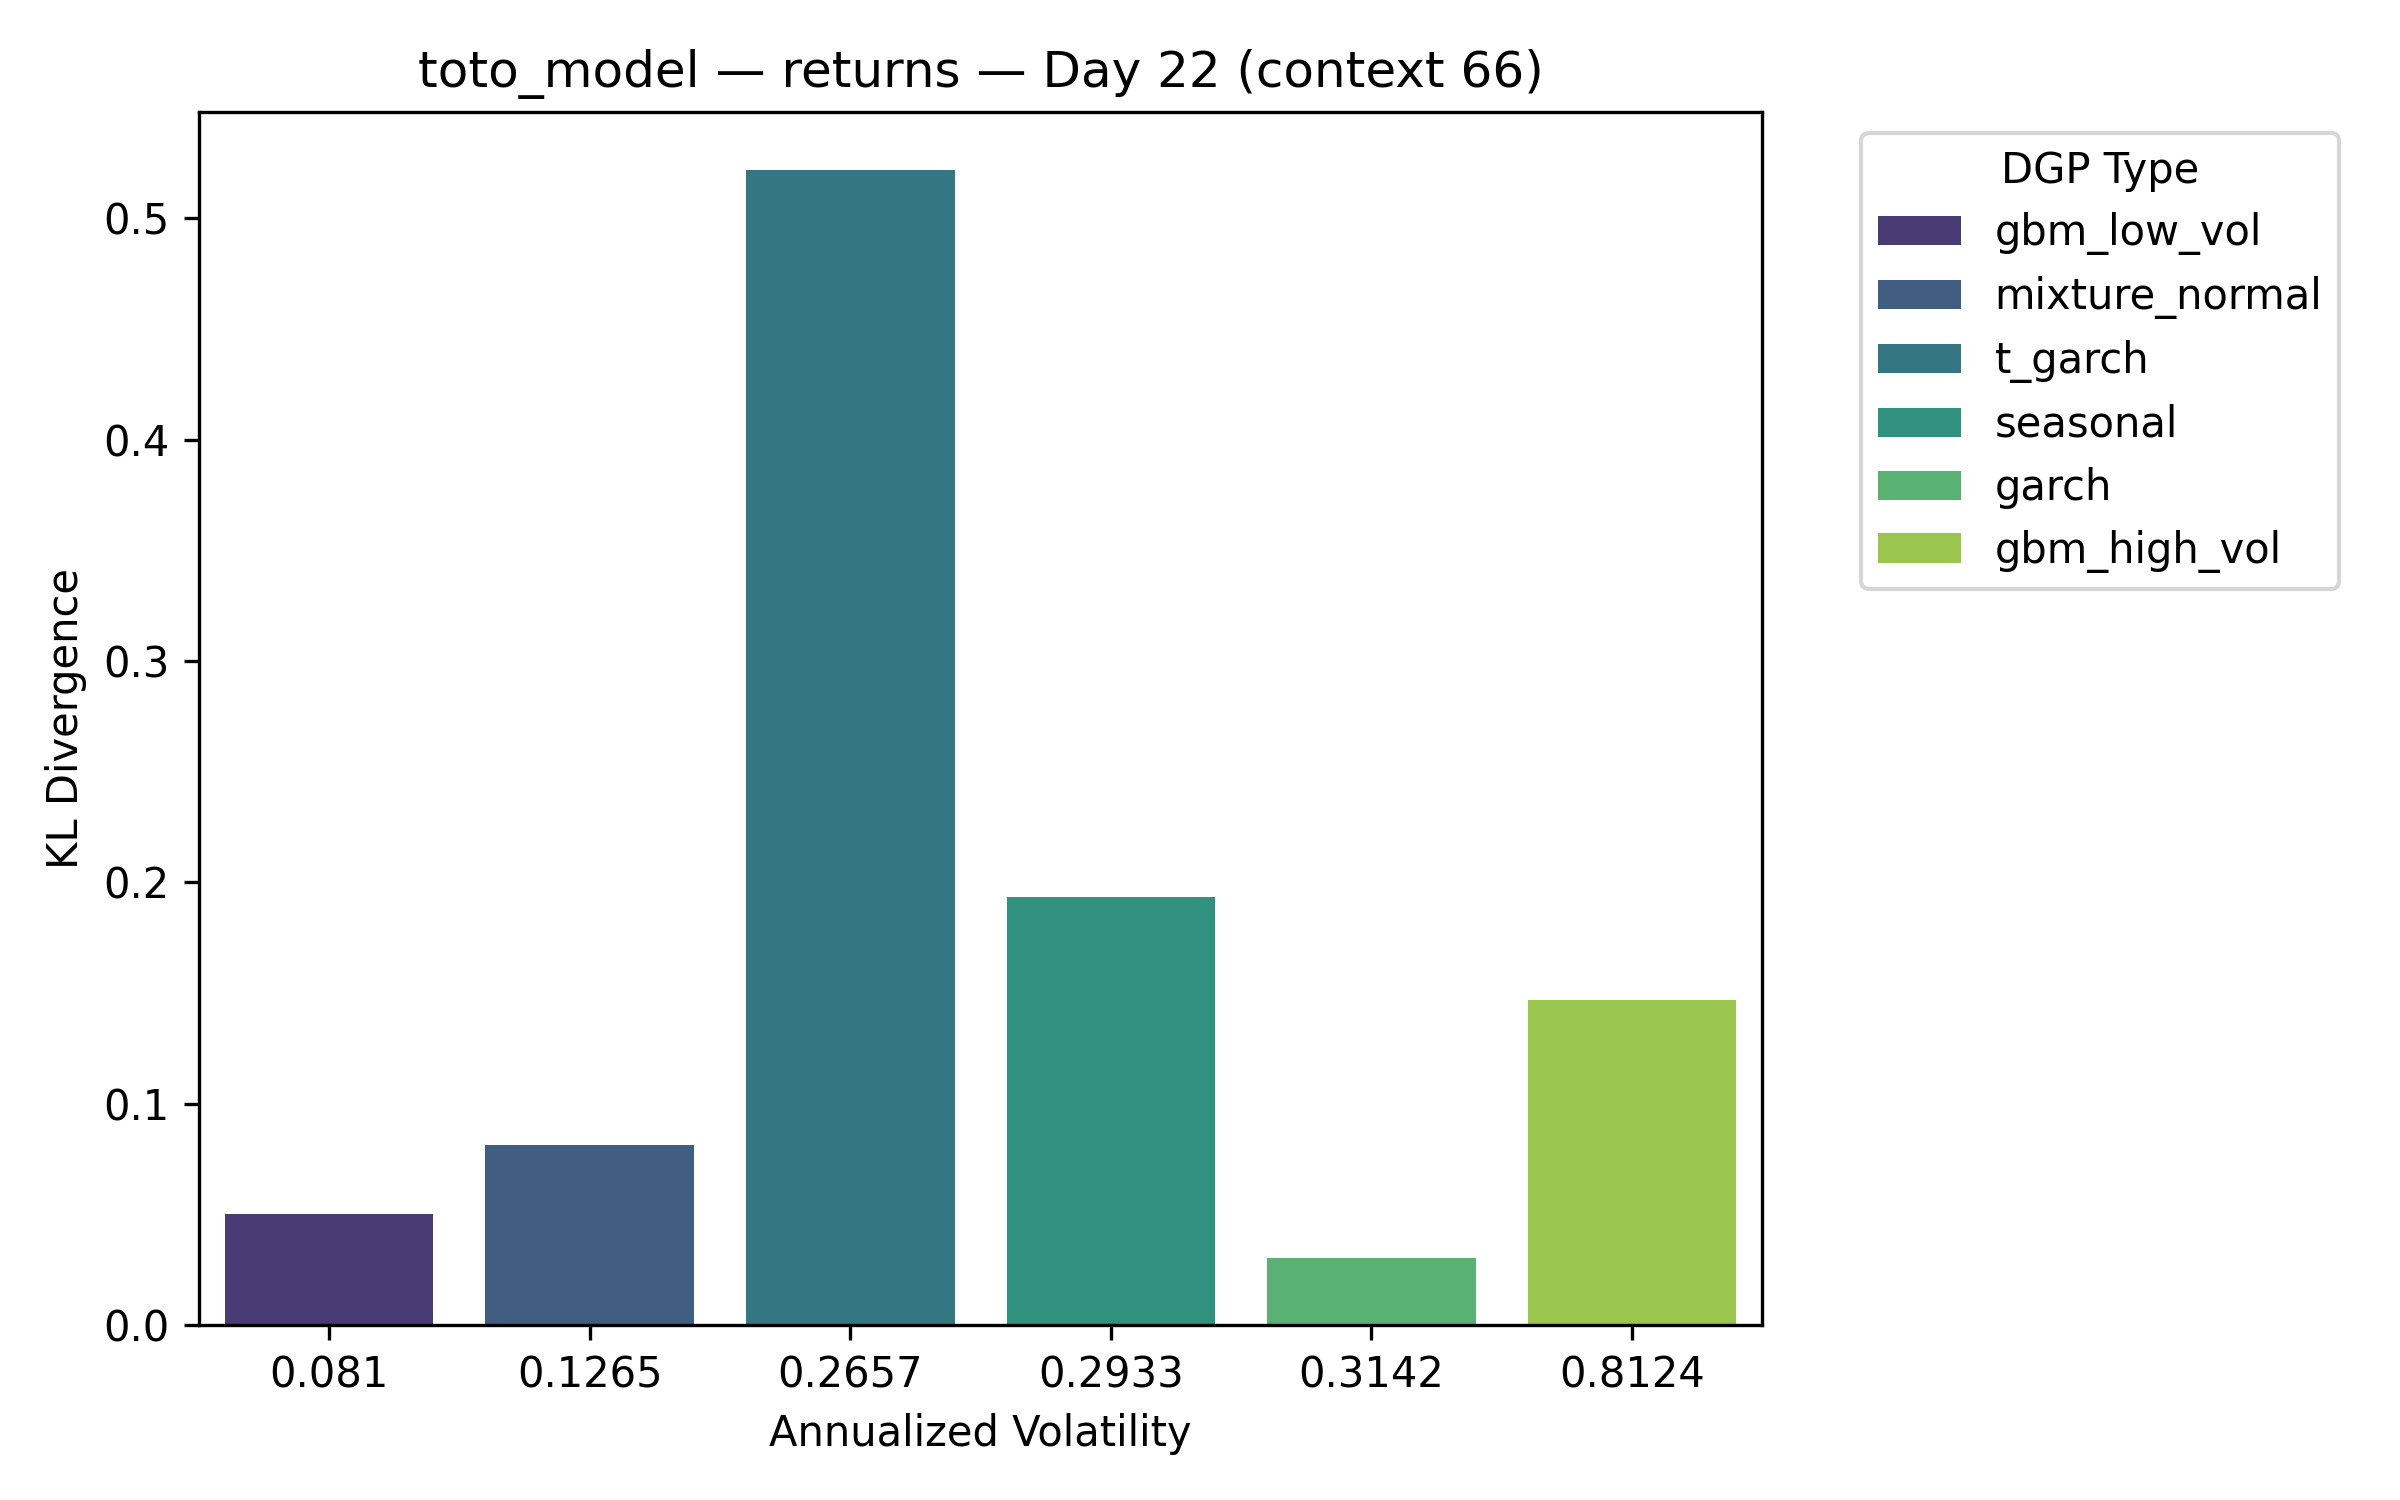 toto_model — returns — Day 22 (context 66)
KL Divergence
0.5
0.4
0.3
0.2
0.1
0.0
0.081 0.1265 0.2657 0.2933 0.3142 0.8124
Annualized Volatility
DGP Type
gbm_low_vol
mixture_normal
t_garch
seasonal
garch
gbm_high_vol